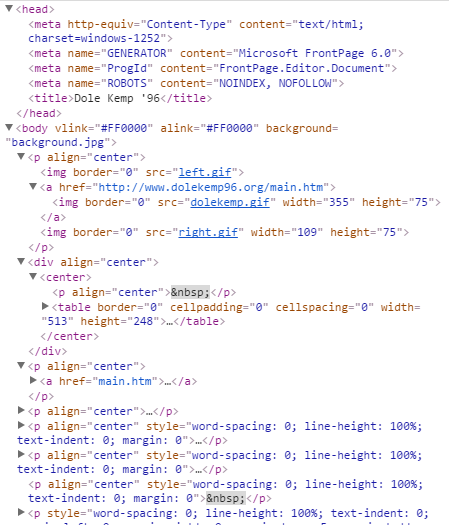 ▼<head>
<meta http-equiv="Content-Type" content="text/html;
charset=windows-1252">
<meta name="GENERATOR" content="Microsoft FrontPage 6.0">
<meta name="ProgId" content="FrontPage.Editor.Document">
<meta name="ROBOTS" content="NOINDEX, NOFOLLOW">
<title>Dole Kemp '96</title>
</head>
▼<body vlink="#FF0000" alink="#FF0000" background=
"background.jpg">
▼<p align="center">
<img border="0" src="left.gif">
▼<a href="http://www.dolekemp96.org/main.htm">
<img border="0" src="dolekemp.gif" width="355" height="75">
</a>
<img border="0" src="right.gif" width="109" height="75">
</p>
▼<div align="center">
▼<center>
<p align="center">&nbsp;</p>
▶<table border="0" cellpadding="0" cellspacing="0" width=
"513" height="248">…</table>
</center>
</div>
▼<p align="center">
▶<a href="main.htm">…</a>
</p>
▶<p align="center">…</p>
▶<p align="center" style="word-spacing: 0; line-height: 100%;
text-indent: 0; margin: 0">…</p>
▶<p align="center" style="word-spacing: 0; line-height: 100%;
text-indent: 0; margin: 0">…</p>
<p align="center" style="word-spacing: 0; line-height: 100%;
text-indent: 0; margin: 0">&nbsp;</p>
▶<p style="word-spacing: 0; line-height: 100%; text-indent: 0;